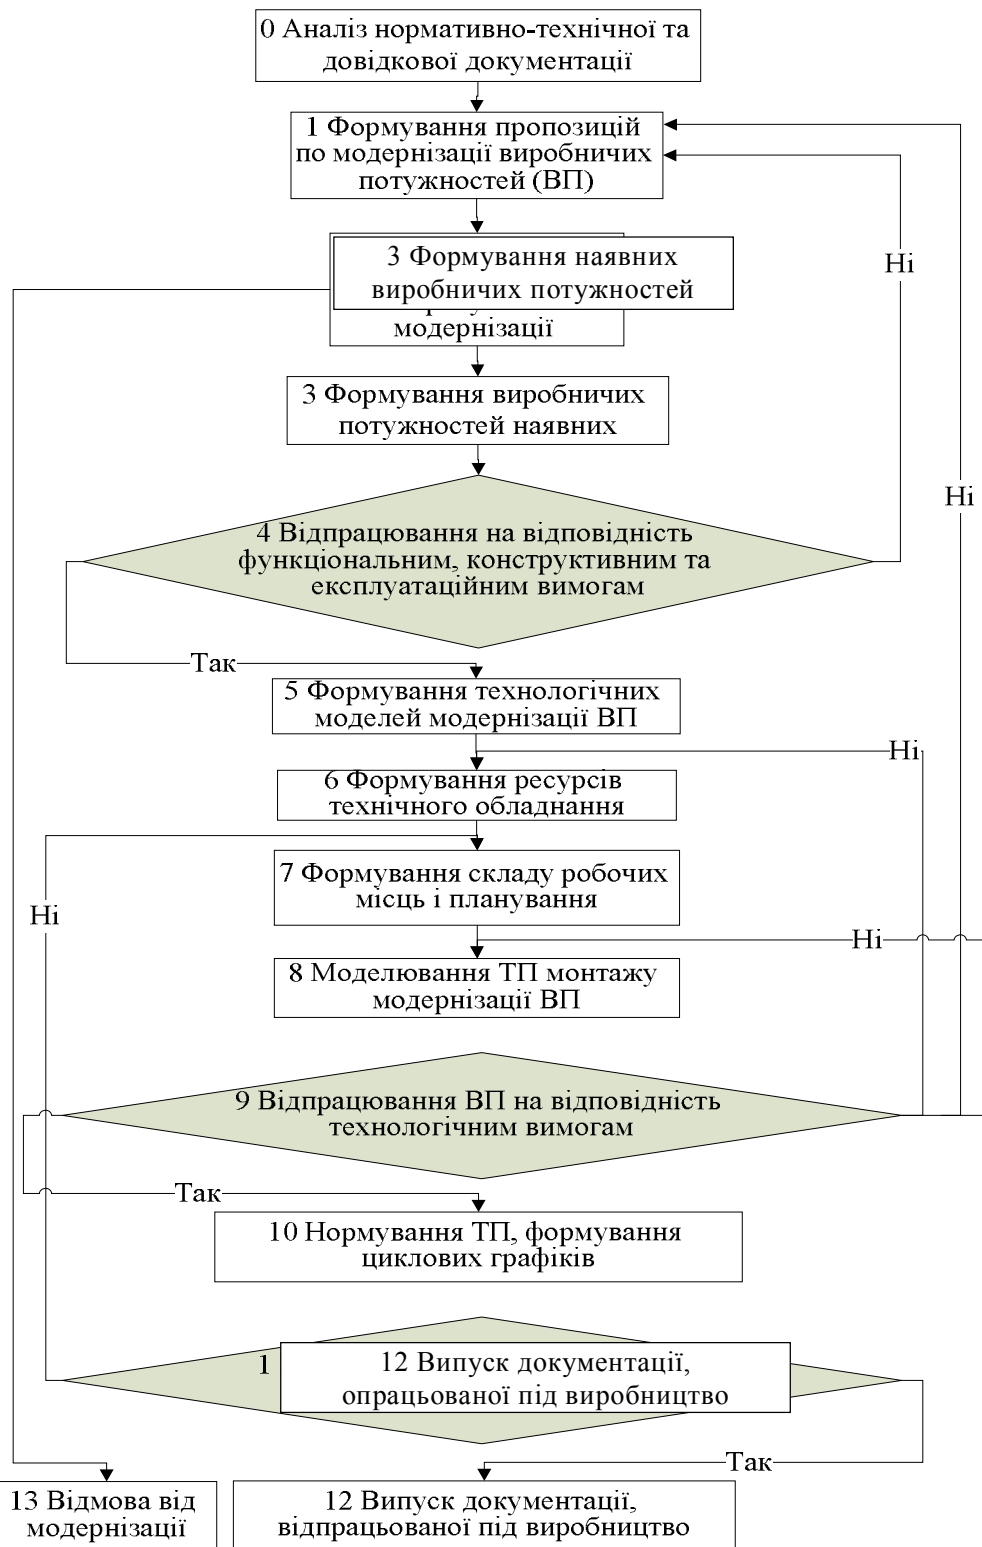 0 Аналіз нормативно-технічної та
довідкової документації
1 Формування пропозицій
по модернізації виробничих
потужностей (ВП)
3 Формування наявних
виробничих потужностей
модернізації
Ні
3 Формування виробничих
потужностей наявних
Ні
4 Відпрацювання на відповідність
функціональним, конструктивним та
експлуатаційним вимогам
Так
5 Формування технологічних
моделей модернізації ВП
Ні
6 Формування ресурсів
технічного обладнання
7 Формування складу робочих
місць і планування
Ні
Ні
8 Моделювання ТП монтажу
модернізації ВП
9 Відпрацювання ВП на відповідність
технологічним вимогам
Так
10 Нормування ТП, формування
циклових графіків
1
12 Випуск документації,
опрацьованої під виробництво
Так
13 Відмова від
модернізації
12 Випуск документації,
відпрацьованої під виробництво